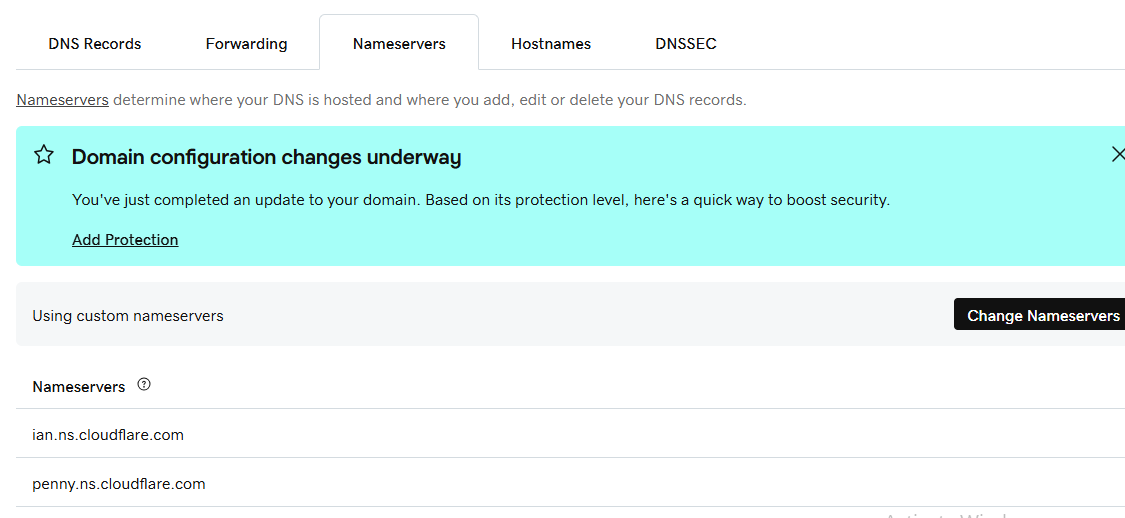 DNS Records
Forwarding
Nameservers
Hostnames
DNSSEC
Nameservers determine where your DNS is hosted and where you add, edit or delete your DNS records.
Domain configuration changes underway
You've just completed an update to your domain. Based on its protection level, here's a quick way to boost security.
Add Protection
Using custom nameservers
Change Nameservers
Nameservers
ian.ns.cloudflare.com
penny.ns.cloudflare.com